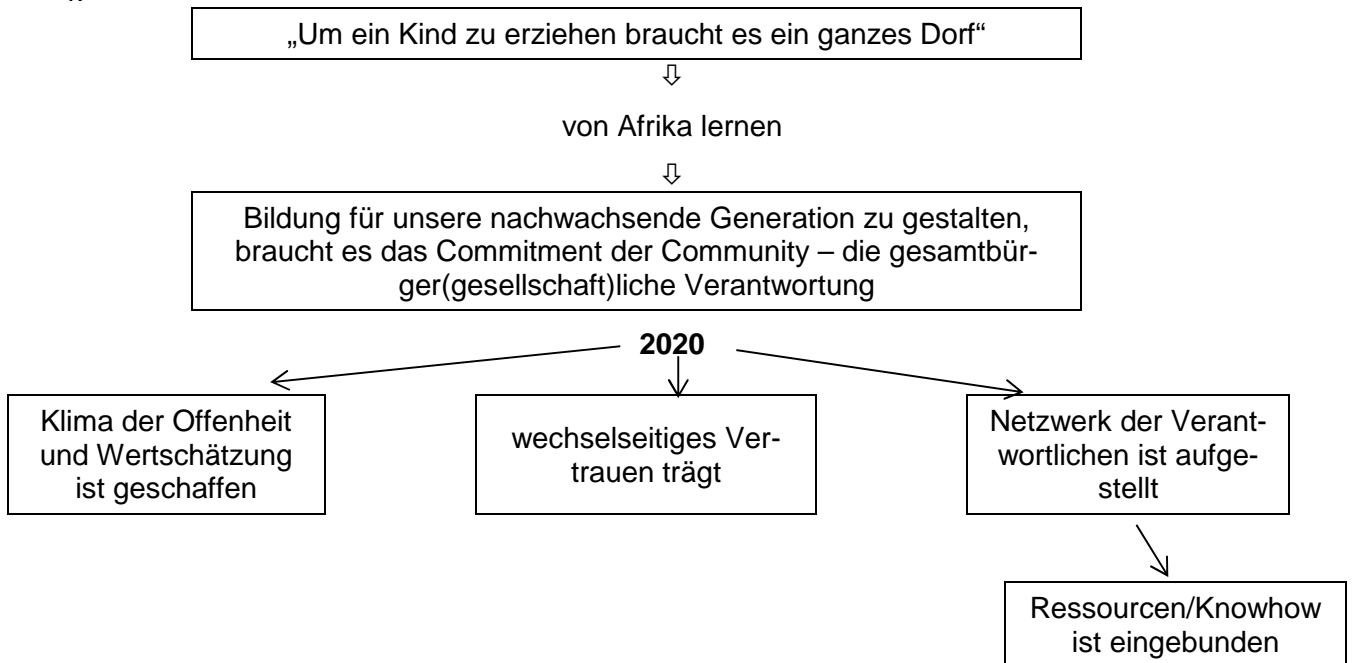 „Um ein Kind zu erziehen braucht es ein ganzes Dorf“
⇩
von Afrika lernen
⇩
Bildung für unsere nachwachsende Generation zu gestalten,
braucht es das Commitment der Community – die gesamtbür-
ger(gesellschaft)liche Verantwortung
2020
Klima der Offenheit
und Wertschätzung
ist geschaffen
wechselseitiges Ver-
trauen trägt
Netzwerk der Verant-
wortlichen ist aufge-
stellt
Ressourcen/Knowhow
ist eingebunden